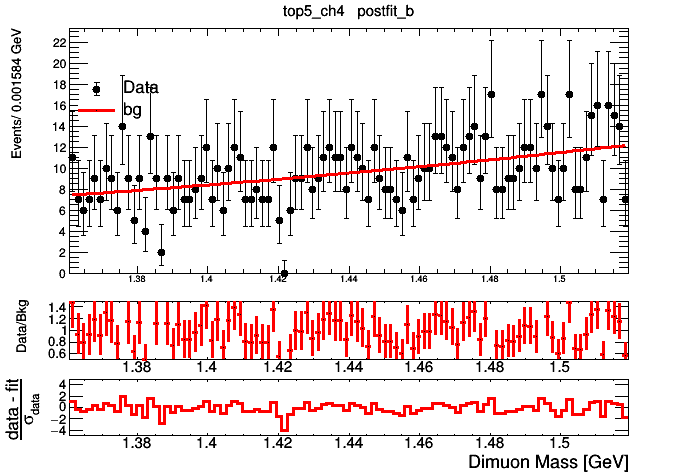 top5_ch4 postfit_b
Events/ 0.001584 GeV
22
20
18
16
14
12
10
8
6
4
2
0
Data
bg
1.38 1.4 1.42 1.44 1.46 1.48 1.5
Data/Bkg
1.4
1.2
1
0.8
0.6
1.38 1.4 1.42 1.44 1.46 1.48 1.5
data - fit
σdata
4
2
0
−2
−4
1.38 1.4 1.42 1.44 1.46 1.48 1.5
Dimuon Mass [GeV]